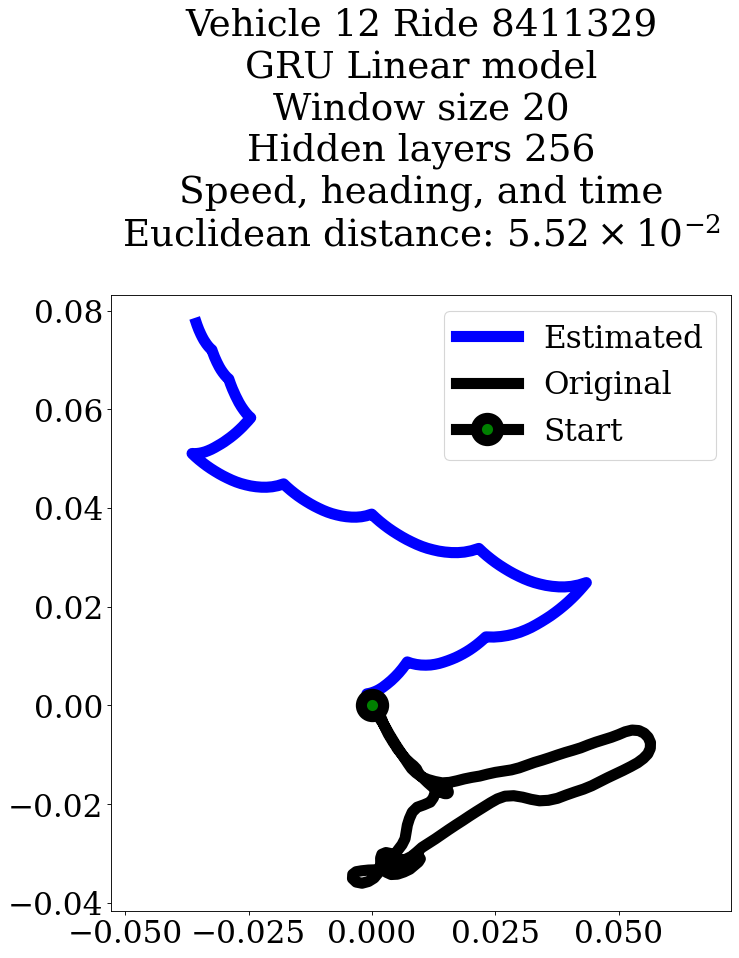 Vehicle 12 Ride 8411329
GRU Linear model
Window size 20
Hidden layers 256
Speed, heading, and time
Euclidean distance: 5.52 × 10⁻²
0.08
0.06
0.04
0.02
0.00
−0.02
−0.04
Estimated
Original
Start
−0.050 −0.025 0.000 0.025 0.050